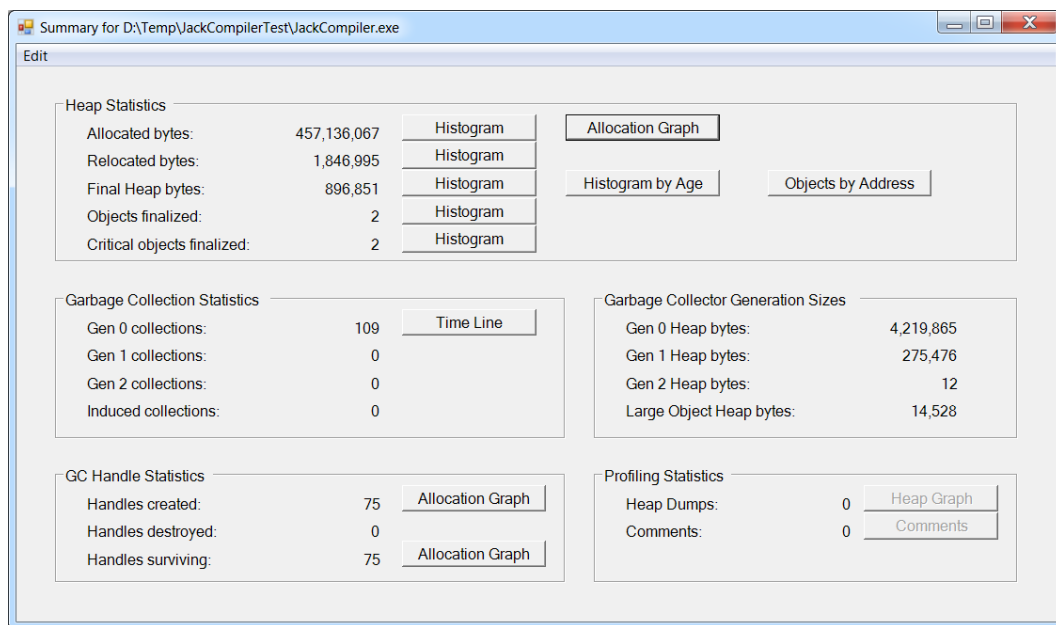 Summary for D:\Temp\JackCompilerTest\JackCompiler.exe
Edit
Heap Statistics
Allocated bytes: 457,136,067 Histogram Allocation Graph
Relocated bytes: 1,846,995 Histogram
Final Heap bytes: 896,851 Histogram Histogram by Age Objects by Address
Objects finalized: 2 Histogram
Critical objects finalized: 2 Histogram
Garbage Collection Statistics
Gen 0 collections: 109 Time Line
Gen 1 collections: 0
Gen 2 collections: 0
Induced collections: 0
Garbage Collector Generation Sizes
Gen 0 Heap bytes: 4,219,865
Gen 1 Heap bytes: 275,476
Gen 2 Heap bytes: 12
Large Object Heap bytes: 14,528
GC Handle Statistics
Handles created: 75 Allocation Graph
Handles destroyed: 0
Handles surviving: 75 Allocation Graph
Profiling Statistics
Heap Dumps: 0 Heap Graph
Comments: 0 Comments